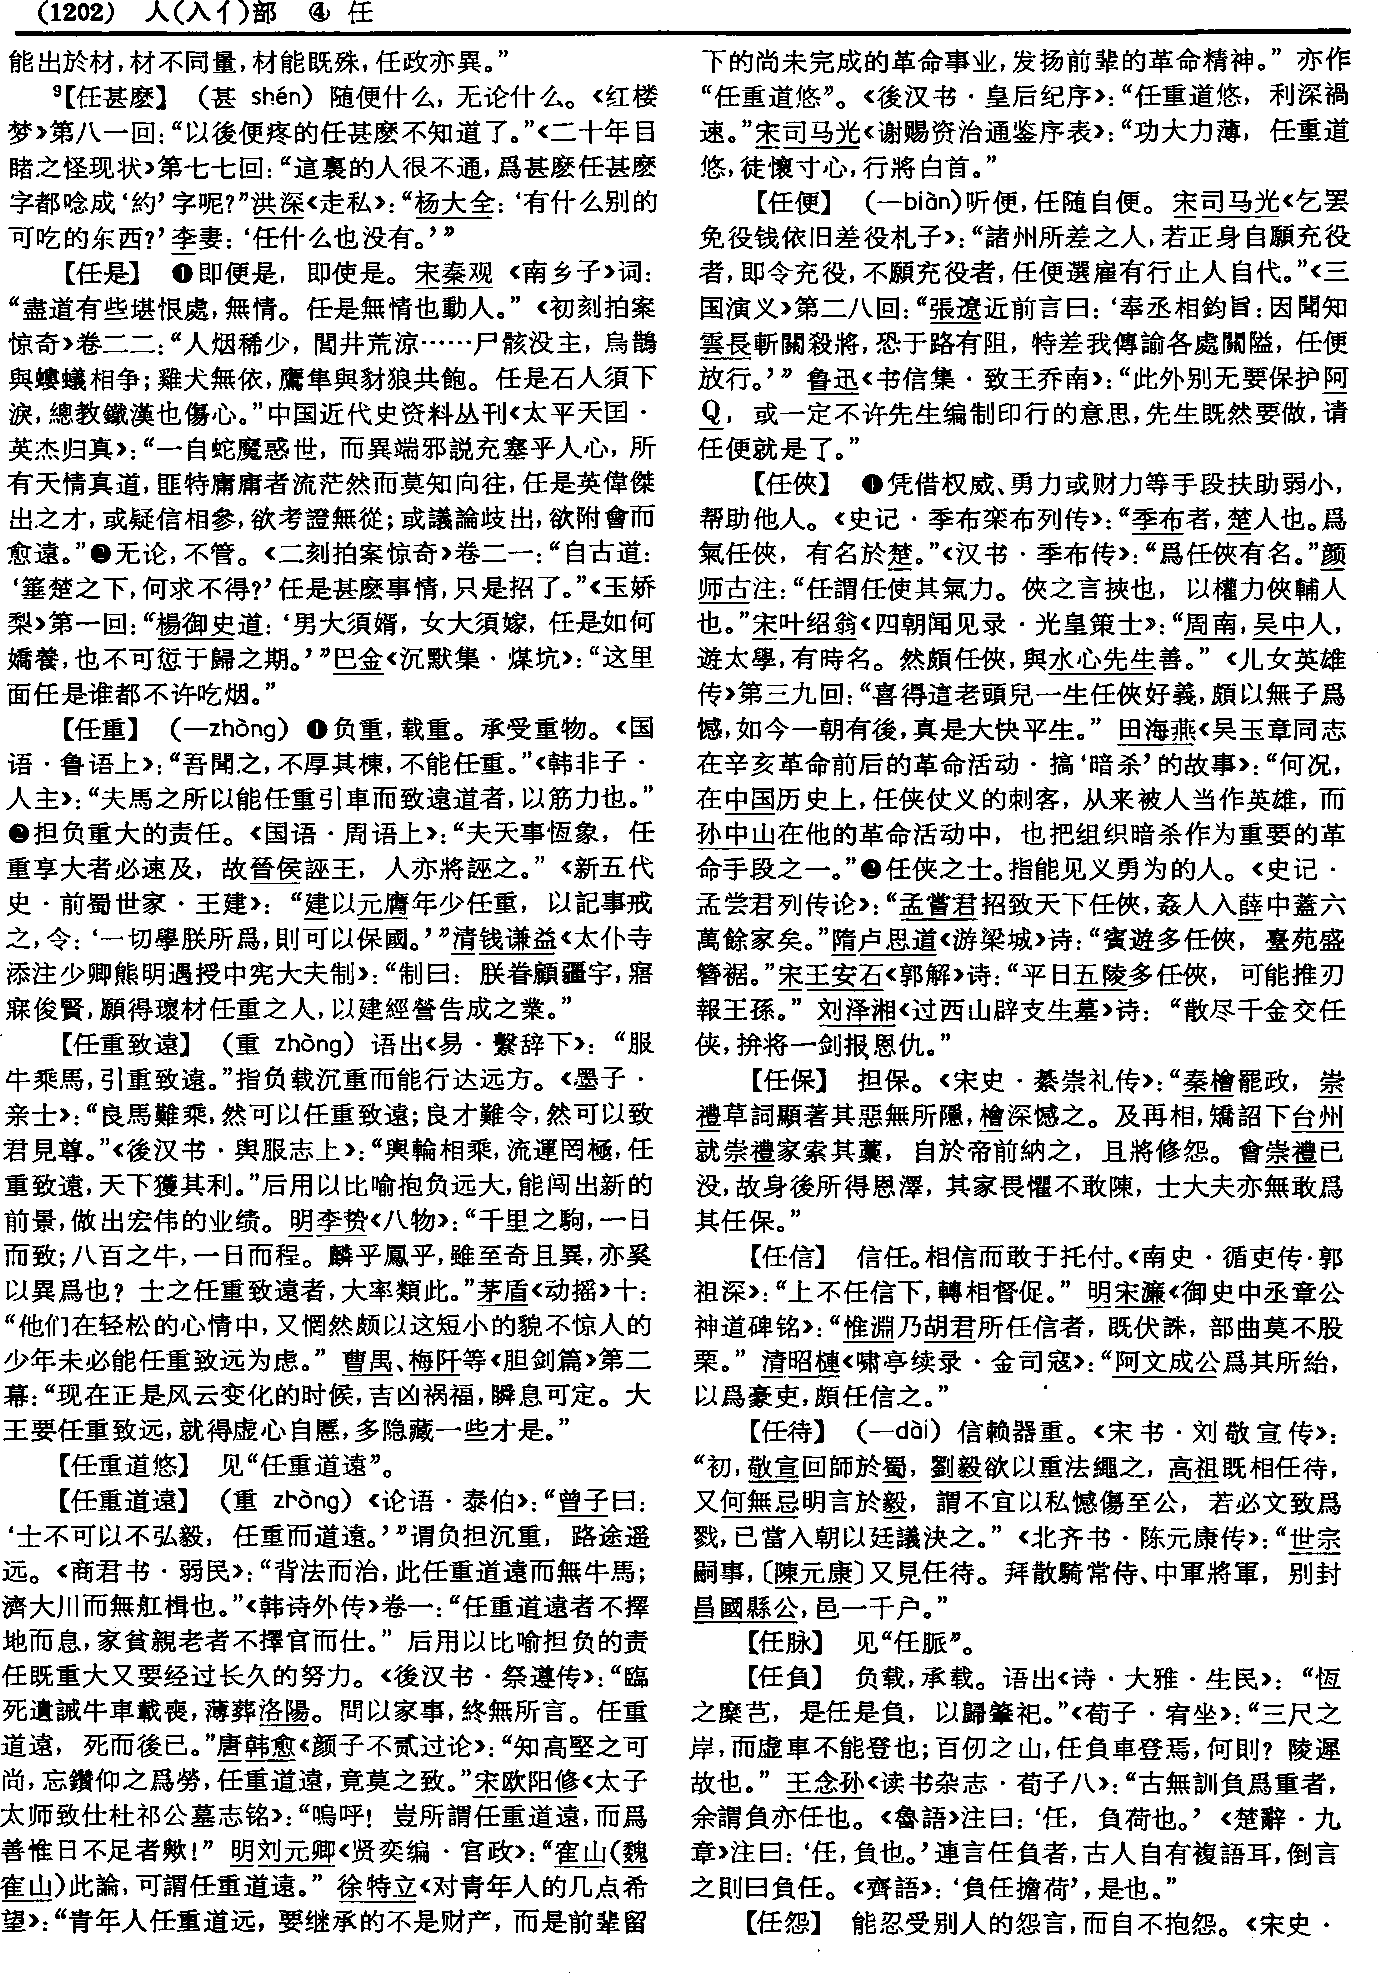 (1202) 人(入亻)部 ④ 任
能出於材,材不同量,材能既殊,任政亦異。”
⁹【任甚麽】 (甚 shén) 随便什么,无论什么。《红楼
梦》第八一回:“以後便疼的任甚麽不知道了。”《二十年目
睹之怪现状》第七七回:“這裏的人很不通,爲甚麽任甚麽
字都唸成‘約’字呢?”洪深《走私》:“杨大全:‘有什么别的
可吃的东西?’李妻:‘任什么也没有。’”
【任是】 ❶即便是,即使是。宋秦观《南乡子》词:
“盡道有些堪恨處,無情。任是無情也動人。”《初刻拍案
惊奇》卷二二:“人烟稀少,閭井荒凉……尸骸没主,烏鵲
與螻蟻相争;雞犬無依,鷹隼與豺狼共飽。任是石人須下
淚,總教鐵漢也傷心。”中国近代史资料丛刊《太平天囯·
英杰归真》:“一自蛇魔惑世,而異端邪説充塞乎人心,所
有天情真道,匪特庸庸者流茫然而莫知向往,任是英偉傑
出之才,或疑信相參,欲考證無從;或議論歧出,欲附會而
愈遠。”❷无论,不管。《二刻拍案惊奇》卷二一:“自古道:
‘箠楚之下,何求不得?’任是甚麽事情,只是招了。”《玉娇
梨》第一回:“楊御史道:‘男大須婿,女大須嫁,任是如何
嬌養,也不可愆于歸之期。’”巴金《沉默集·煤坑》:“这里
面任是谁都不许吃烟。”
【任重】 (—zhòng) ❶负重,载重。承受重物。《国
语·鲁语上》:“吾聞之,不厚其棟,不能任重。”《韩非子·
人主》:“夫馬之所以能任重引車而致遠道者,以筋力也。”
❷担负重大的责任。《国语·周语上》:“夫天事恆象,任
重享大者必速及,故晉侯誣王,人亦將誣之。”《新五代
史·前蜀世家·王建》:“建以元膺年少任重,以記事戒
之,令:‘一切學朕所爲,則可以保國。’”清钱谦益《太仆寺
添注少卿熊明遇授中宪大夫制》:“制曰:朕眷顧疆宇,寤
寐俊賢,願得瓌材任重之人,以建經營告成之業。”
【任重致遠】 (重 zhòng) 语出《易·繫辞下》:“服
牛乘馬,引重致遠。”指负载沉重而能行达远方。《墨子·
亲士》:“良馬難乘,然可以任重致遠;良才難令,然可以致
君見尊。”《後汉书·舆服志上》:“輿輪相乘,流運罔極,任
重致遠,天下獲其利。”后用以比喻抱负远大,能闯出新的
前景,做出宏伟的业绩。明李贽《八物》:“千里之駒,一日
而致;八百之牛,一日而程。麟乎鳳乎,雖至奇且異,亦奚
以異爲也?士之任重致遠者,大率類此。”茅盾《动摇》十:
“他们在轻松的心情中,又惘然颇以这短小的貌不惊人的
少年未必能任重致远为虑。”曹禺、梅阡等《胆剑篇》第二
幕:“现在正是风云变化的时候,吉凶祸福,瞬息可定。大
王要任重致远,就得虚心自慝,多隐藏一些才是。”
【任重道悠】 见“任重道遠”。
【任重道遠】 (重 zhòng)《论语·泰伯》:“曾子曰:
‘士不可以不弘毅,任重而道遠。’”谓负担沉重,路途遥
远。《商君书·弱民》:“背法而治,此任重道遠而無牛馬;
濟大川而無舡楫也。”《韩诗外传》卷一:“任重道遠者不擇
地而息,家貧親老者不擇官而仕。”后用以比喻担负的责
任既重大又要经过长久的努力。《後汉书·祭遵传》:“臨
死遺誡牛車載喪,薄葬洛陽。問以家事,終無所言。任重
道遠,死而後已。”唐韩愈《颜子不贰过论》:“知高堅之可
尚,忘鑽仰之爲勞,任重道遠,竟莫之致。”宋欧阳修《太子
太师致仕杜祁公墓志铭》:“嗚呼!豈所謂任重道遠,而爲
善惟日不足者歟!”明刘元卿《贤奕编·官政》:“寉山(魏
寉山)此論,可謂任重道遠。”徐特立《对青年人的几点希
望》:“青年人任重道远,要继承的不是财产,而是前辈留
下的尚未完成的革命事业,发扬前辈的革命精神。”亦作
“任重道悠”。《後汉书·皇后纪序》:“任重道悠,利深禍
速。”宋司马光《谢赐资治通鉴序表》:“功大力薄,任重道
悠,徒懷寸心,行將白首。”
【任便】 (—biàn)听便,任随自便。宋司马光《乞罢
免役钱依旧差役札子》:“諸州所差之人,若正身自願充役
者,即令充役,不願充役者,任便選雇有行止人自代。”《三
国演义》第二八回:“張遼近前言曰:‘奉丞相鈞旨:因聞知
雲長斬關殺將,恐于路有阻,特差我傳諭各處關隘,任便
放行。’”鲁迅《书信集·致王乔南》:“此外别无要保护阿
Q,或一定不许先生编制印行的意思,先生既然要做,请
任便就是了。”
【任俠】 ❶凭借权威、勇力或财力等手段扶助弱小,
帮助他人。《史记·季布栾布列传》:“季布者,楚人也。爲
氣任俠,有名於楚。”《汉书·季布传》:“爲任俠有名。”颜
师古注:“任謂任使其氣力。俠之言挾也,以權力俠輔人
也。”宋叶绍翁《四朝闻见录·光皇策士》:“周南,吴中人,
遊太學,有時名。然頗任俠,與水心先生善。”《儿女英雄
传》第三九回:“喜得這老頭兒一生任俠好義,頗以無子爲
憾,如今一朝有後,真是大快平生。”田海燕《吴玉章同志
在辛亥革命前后的革命活动·搞‘暗杀’的故事》:“何况,
在中国历史上,任侠仗义的刺客,从来被人当作英雄,而
孙中山在他的革命活动中,也把组织暗杀作为重要的革
命手段之一。”❷任侠之士。指能见义勇为的人。《史记·
孟尝君列传论》:“孟嘗君招致天下任俠,姦人入薛中蓋六
萬餘家矣。”隋卢思道《游梁城》诗:“賓遊多任俠,臺苑盛
簪裾。”宋王安石《郭解》诗:“平日五陵多任俠,可能推刃
報王孫。”刘泽湘《过西山辟支生墓》诗:“散尽千金交任
侠,拚将一剑报恩仇。”
【任保】 担保。《宋史·綦崇礼传》:“秦檜罷政,崇
禮草詞顯著其惡無所隱,檜深憾之。及再相,矯詔下台州
就崇禮家索其藁,自於帝前納之,且將修怨。會崇禮已
没,故身後所得恩澤,其家畏懼不敢陳,士大夫亦無敢爲
其任保。”
【任信】 信任。相信而敢于托付。《南史·循吏传·郭
祖深》:“上不任信下,轉相督促。”明宋濂《御史中丞章公
神道碑铭》:“惟淵乃胡君所任信者,既伏誅,部曲莫不股
栗。”清昭槤《啸亭续录·金司寇》:“阿文成公爲其所紿,
以爲豪吏,頗任信之。”
【任待】 (—dài) 信赖器重。《宋书·刘敬宣传》:
“初,敬宣回師於蜀,劉毅欲以重法繩之,高祖既相任待,
又何無忌明言於毅,謂不宜以私憾傷至公,若必文致爲
戮,已當入朝以廷議決之。”《北齐书·陈元康传》:“世宗
嗣事,〔陳元康〕又見任待。拜散騎常侍、中軍將軍,别封
昌國縣公,邑一千户。”
【任脉】 见“任脈”。
【任負】 负载,承载。语出《诗·大雅·生民》:“恆
之穈芑,是任是負,以歸肇祀。”《荀子·宥坐》:“三尺之
岸,而虚車不能登也;百仞之山,任負車登焉,何則?陵遲
故也。”王念孙《读书杂志·荀子八》:“古無訓負爲重者,
余謂負亦任也。《魯語》注曰:‘任,負荷也。’《楚辭·九
章》注曰:‘任,負也。’連言任負者,古人自有複語耳,倒言
之則曰負任。《齊語》:‘負任擔荷’,是也。”
【任怨】 能忍受别人的怨言,而自不抱怨。《宋史·